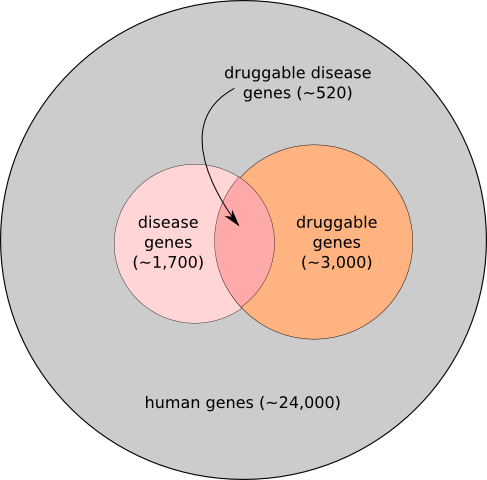 druggable disease
genes (~520)
disease
genes
(~1,700)
druggable
genes
(~3,000)
human genes (~24,000)